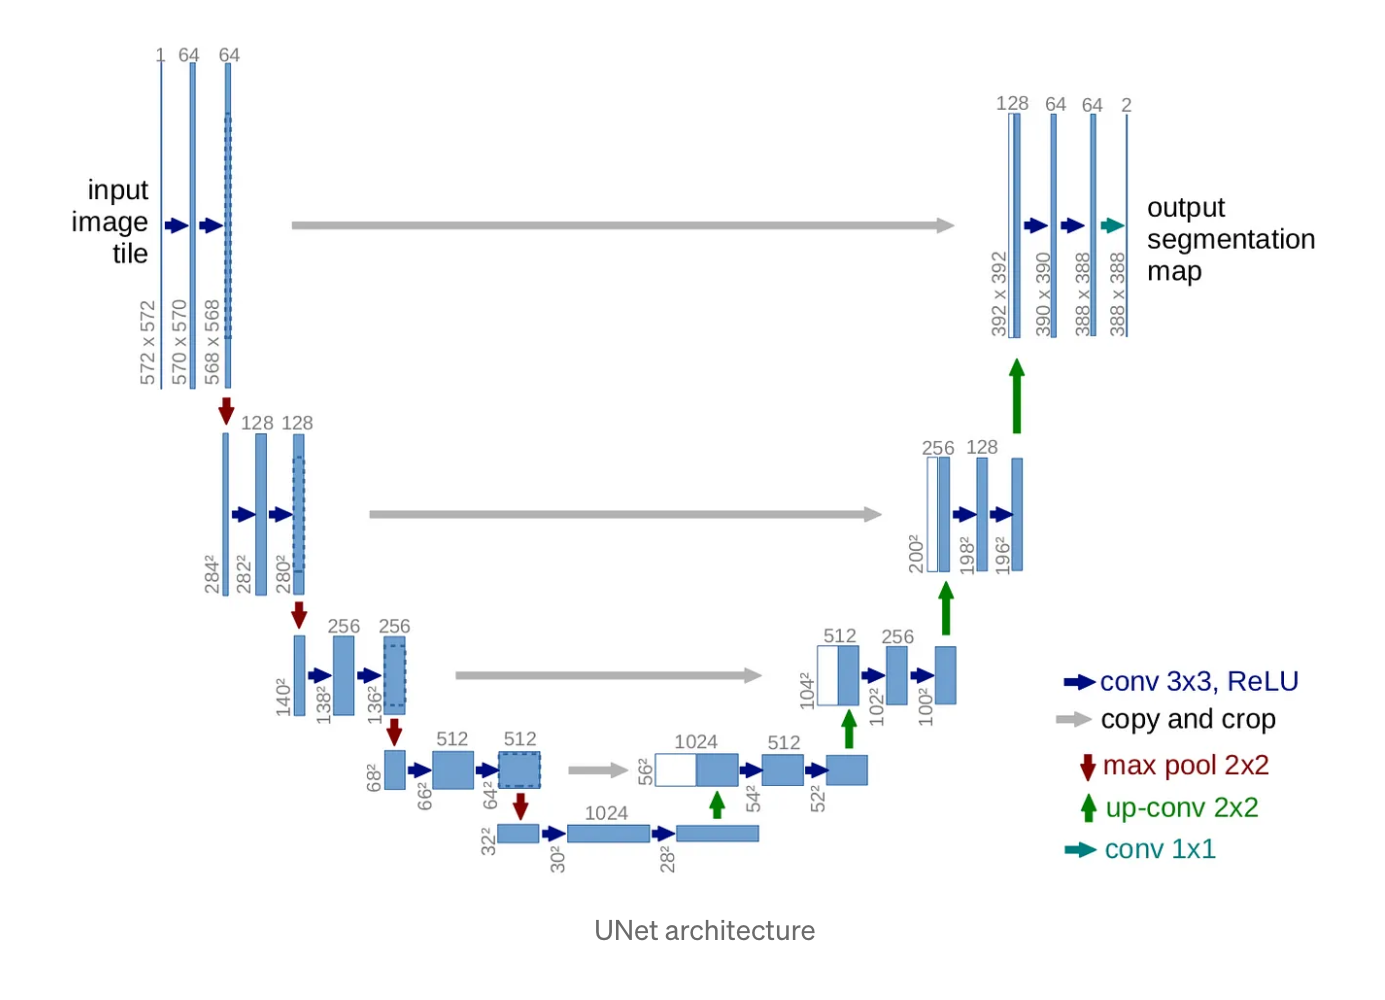 1 64 64
input
image
tile
572 x 572
570 x 570
568 x 568
128 64 64 2
392 x 392
390 x 390
388 x 388
388 x 388
output
segmentation
map
128 128
284²
282²
280²
256 128
200²
198²
196²
256 256
140²
138²
136²
512 256
104²
102²
100²
512 512
68²
66²
64²
1024 512
56²
54²
52²
1024
32²
30²
28²
conv 3x3, ReLU
copy and crop
max pool 2x2
up-conv 2x2
conv 1x1
UNet architecture